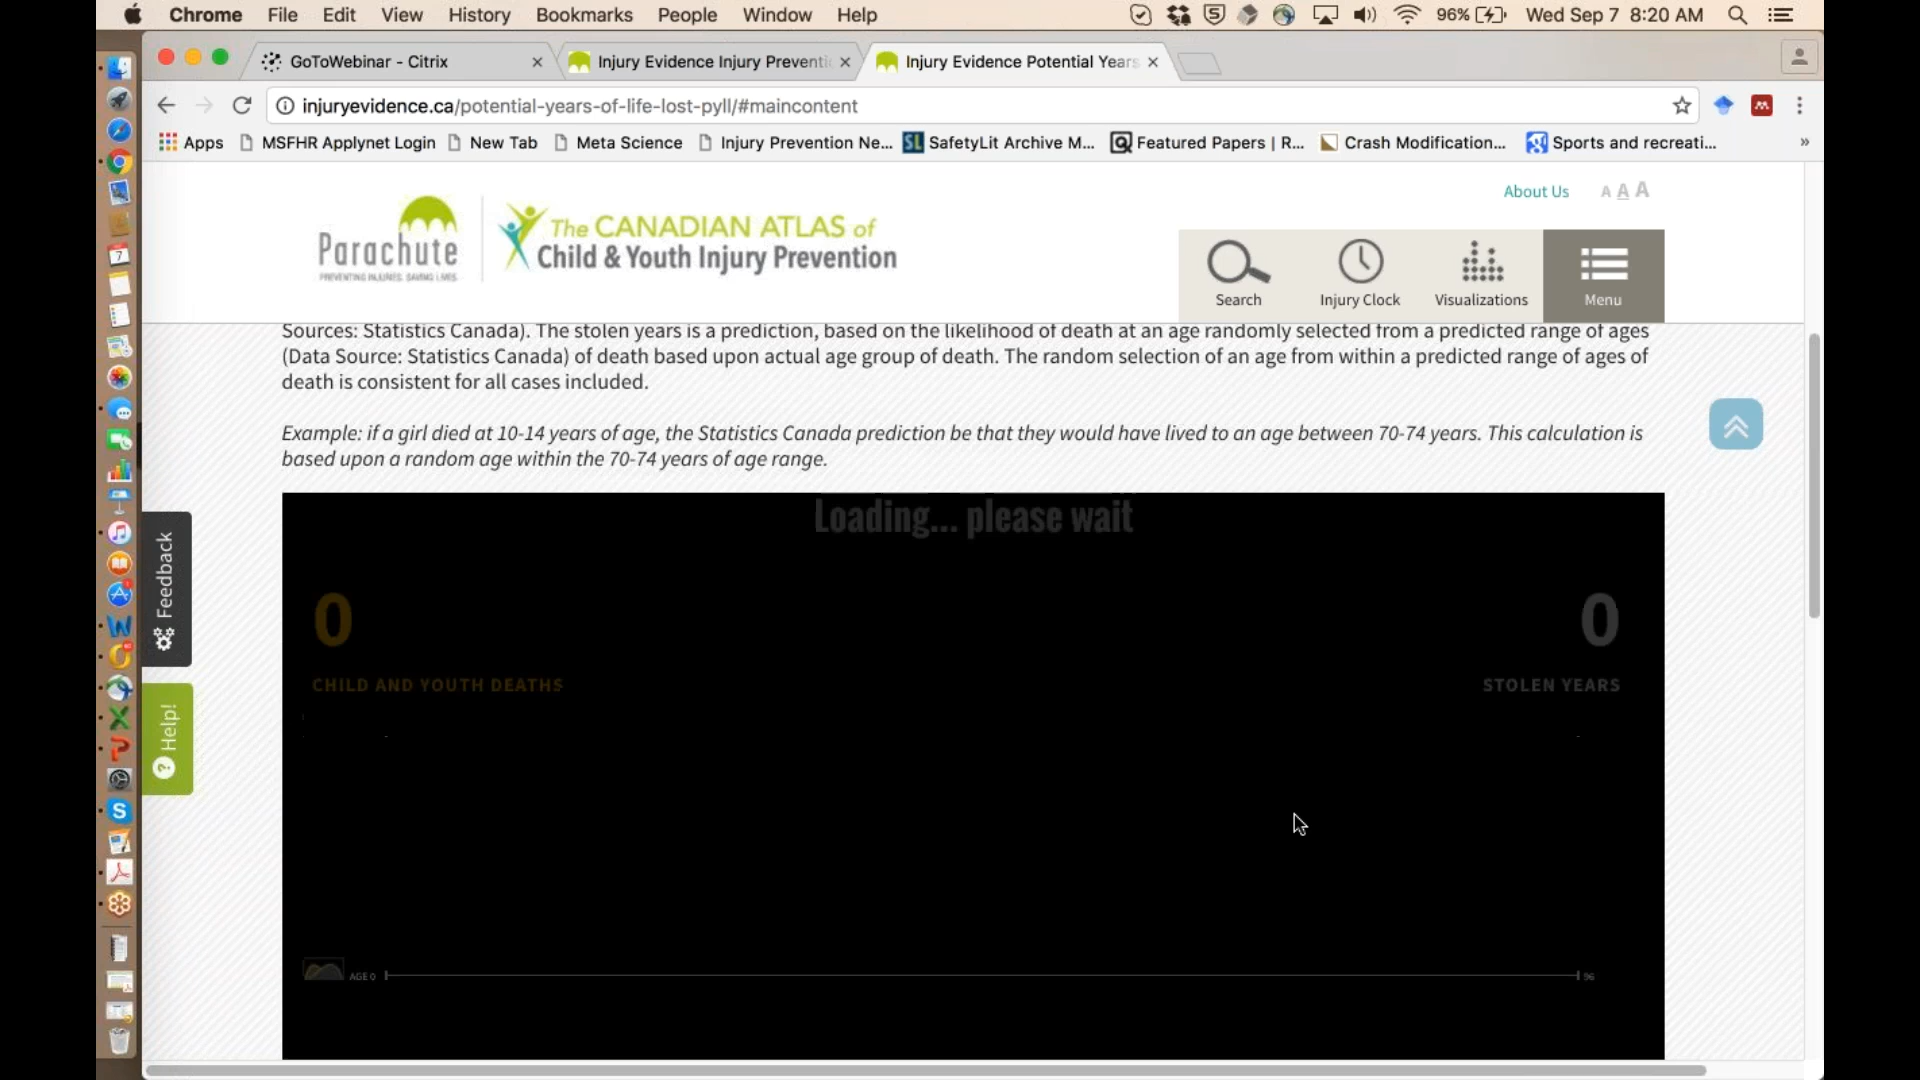 Chrome File Edit View History Bookmarks People Window Help 96% Wed Sep 7 8:20 AM
GoToWebinar - Citrix Injury Evidence Injury Preventi Injury Evidence Potential Years
injuryevidence.ca/potential-years-of-life-lost-pyll/#maincontent
Apps MSFHR Applynet Login New Tab Meta Science Injury Prevention Ne... SL SafetyLit Archive M... Featured Papers | R... Crash Modification... Sports and recreati... »
About Us A A A
Parachute
PREVENTING INJURIES. SAVING LIVES.
The CANADIAN ATLAS of
Child & Youth Injury Prevention
Search Injury Clock Visualizations Menu
Sources: Statistics Canada). The stolen years is a prediction, based on the likelihood of death at an age randomly selected from a predicted range of ages
(Data Source: Statistics Canada) of death based upon actual age group of death. The random selection of an age from within a predicted range of ages of
death is consistent for all cases included.
Example: if a girl died at 10-14 years of age, the Statistics Canada prediction be that they would have lived to an age between 70-74 years. This calculation is
based upon a random age within the 70-74 years of age range.
Loading... please wait
0 0
CHILD AND YOUTH DEATHS STOLEN YEARS
AGE 0 96
Feedback
Help!